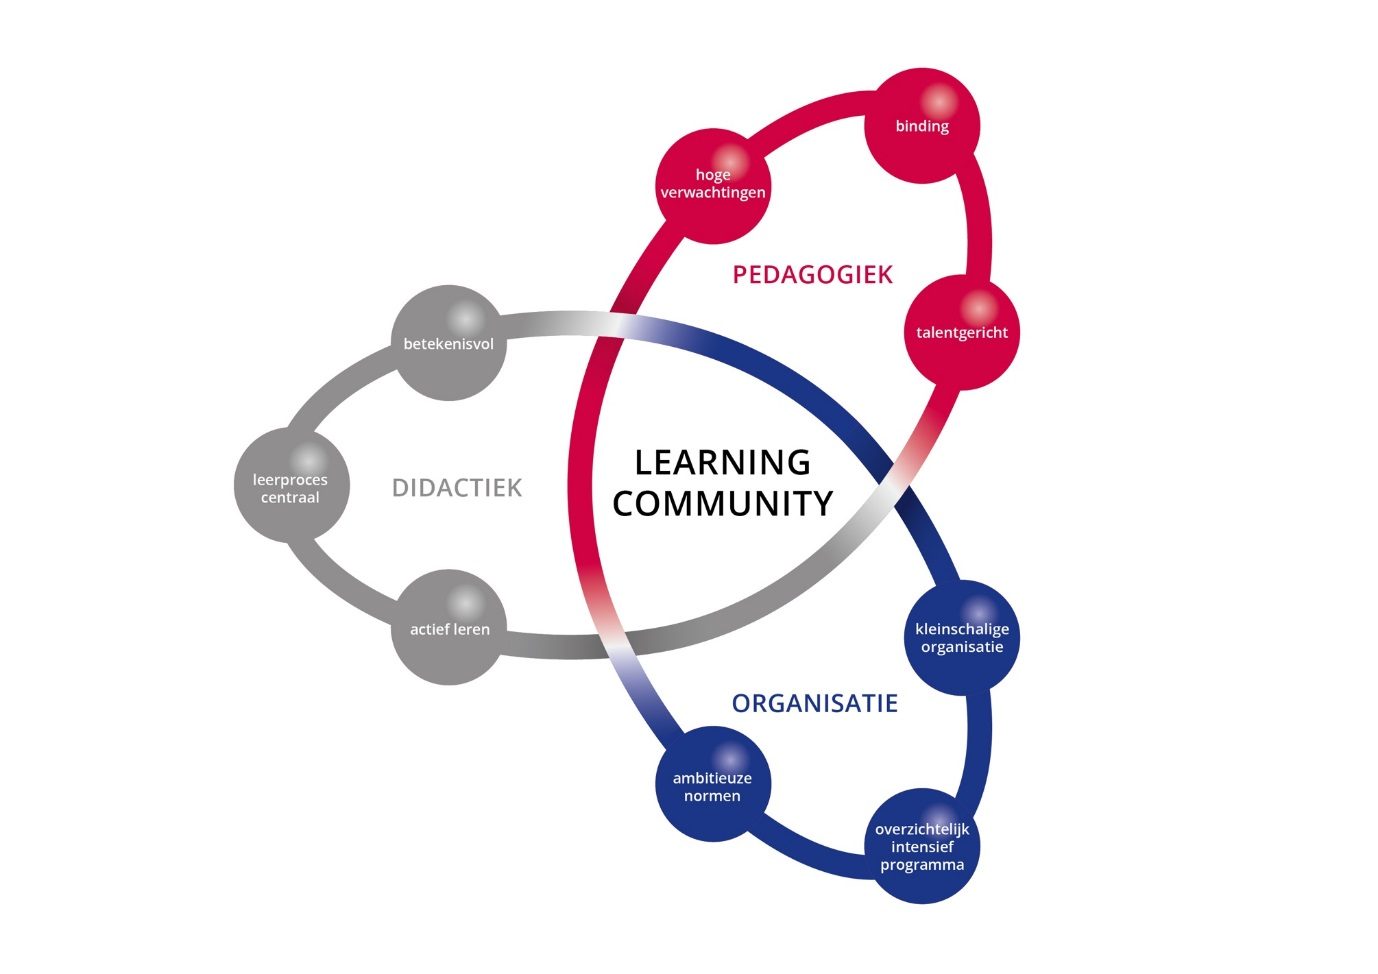 binding
hoge
verwachtingen
PEDAGOGIEK
talentgericht
betekenisvol
LEARNING
COMMUNITY
leerproces
centraal
DIDACTIEK
actief leren
kleinschalige
organisatie
ORGANISATIE
ambitieuze
normen
overzichtelijk
intensief
programma